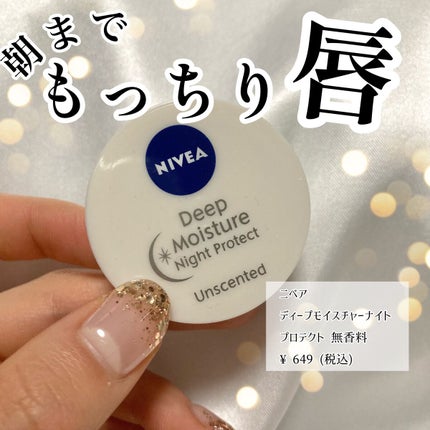 朝まで
もっちり唇
NIVEA
Deep
Moisture
Night Protect
Unscented
ニベア
ディープモイスチャーナイト
プロテクト 無香料
¥ 649 (税込)